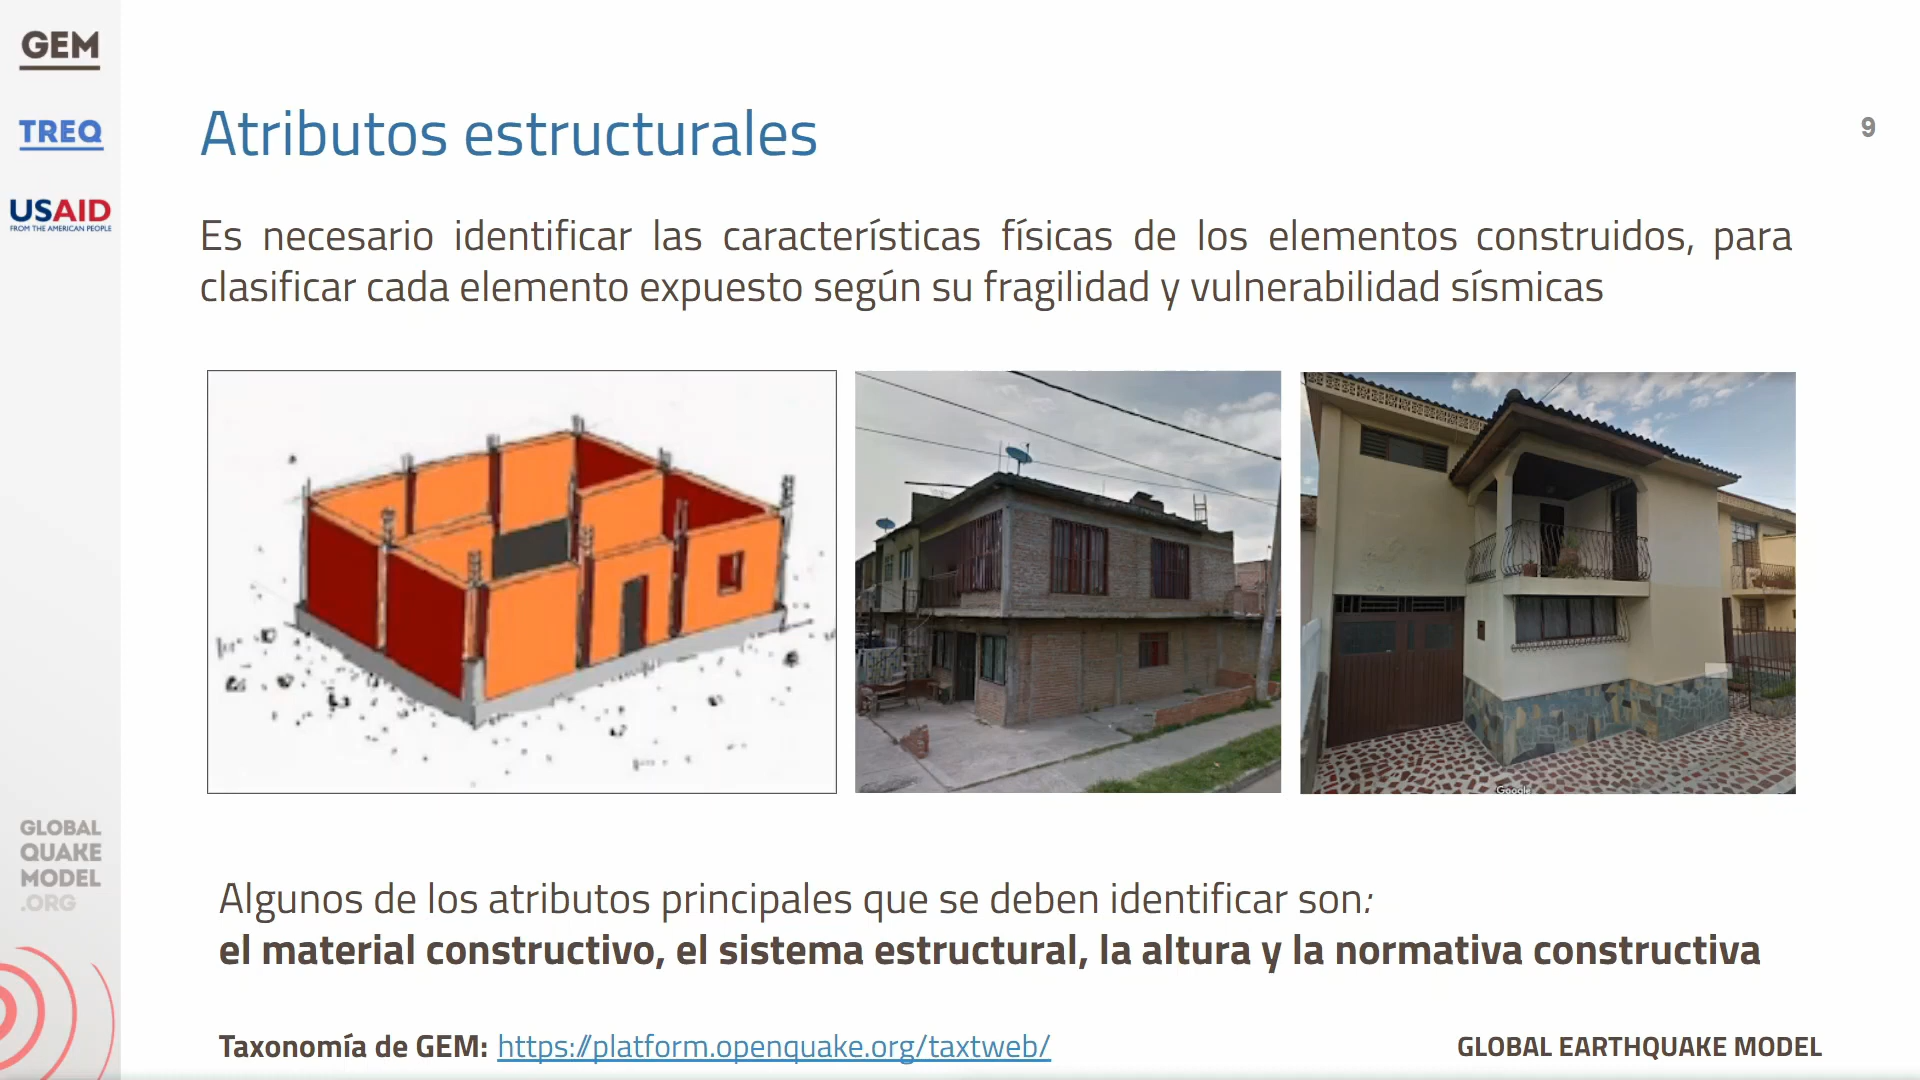 GEM
TREQ
USAID
FROM THE AMERICAN PEOPLE
Atributos estructurales
9
Es necesario identificar las características físicas de los elementos construidos, para
clasificar cada elemento expuesto según su fragilidad y vulnerabilidad sísmicas
Google
Algunos de los atributos principales que se deben identificar son:
el material constructivo, el sistema estructural, la altura y la normativa constructiva
GLOBAL
QUAKE
MODEL
.ORG
Taxonomía de GEM: https://platform.openquake.org/taxtweb/
GLOBAL EARTHQUAKE MODEL